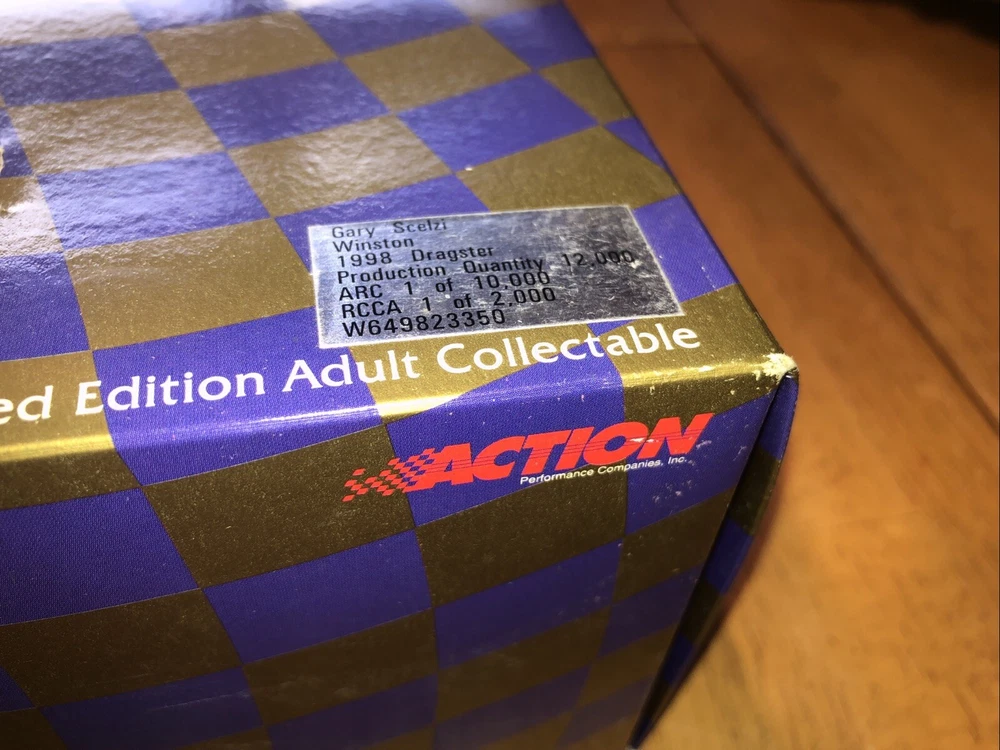 Gary Scelzi
Winston
1998 Dragster
Production Quantity 12,000
ARC 1 of 10,000
RCCA 1 of 2,000
W649823350
ed Edition Adult Collectable
ACTION
Performance Companies, Inc.